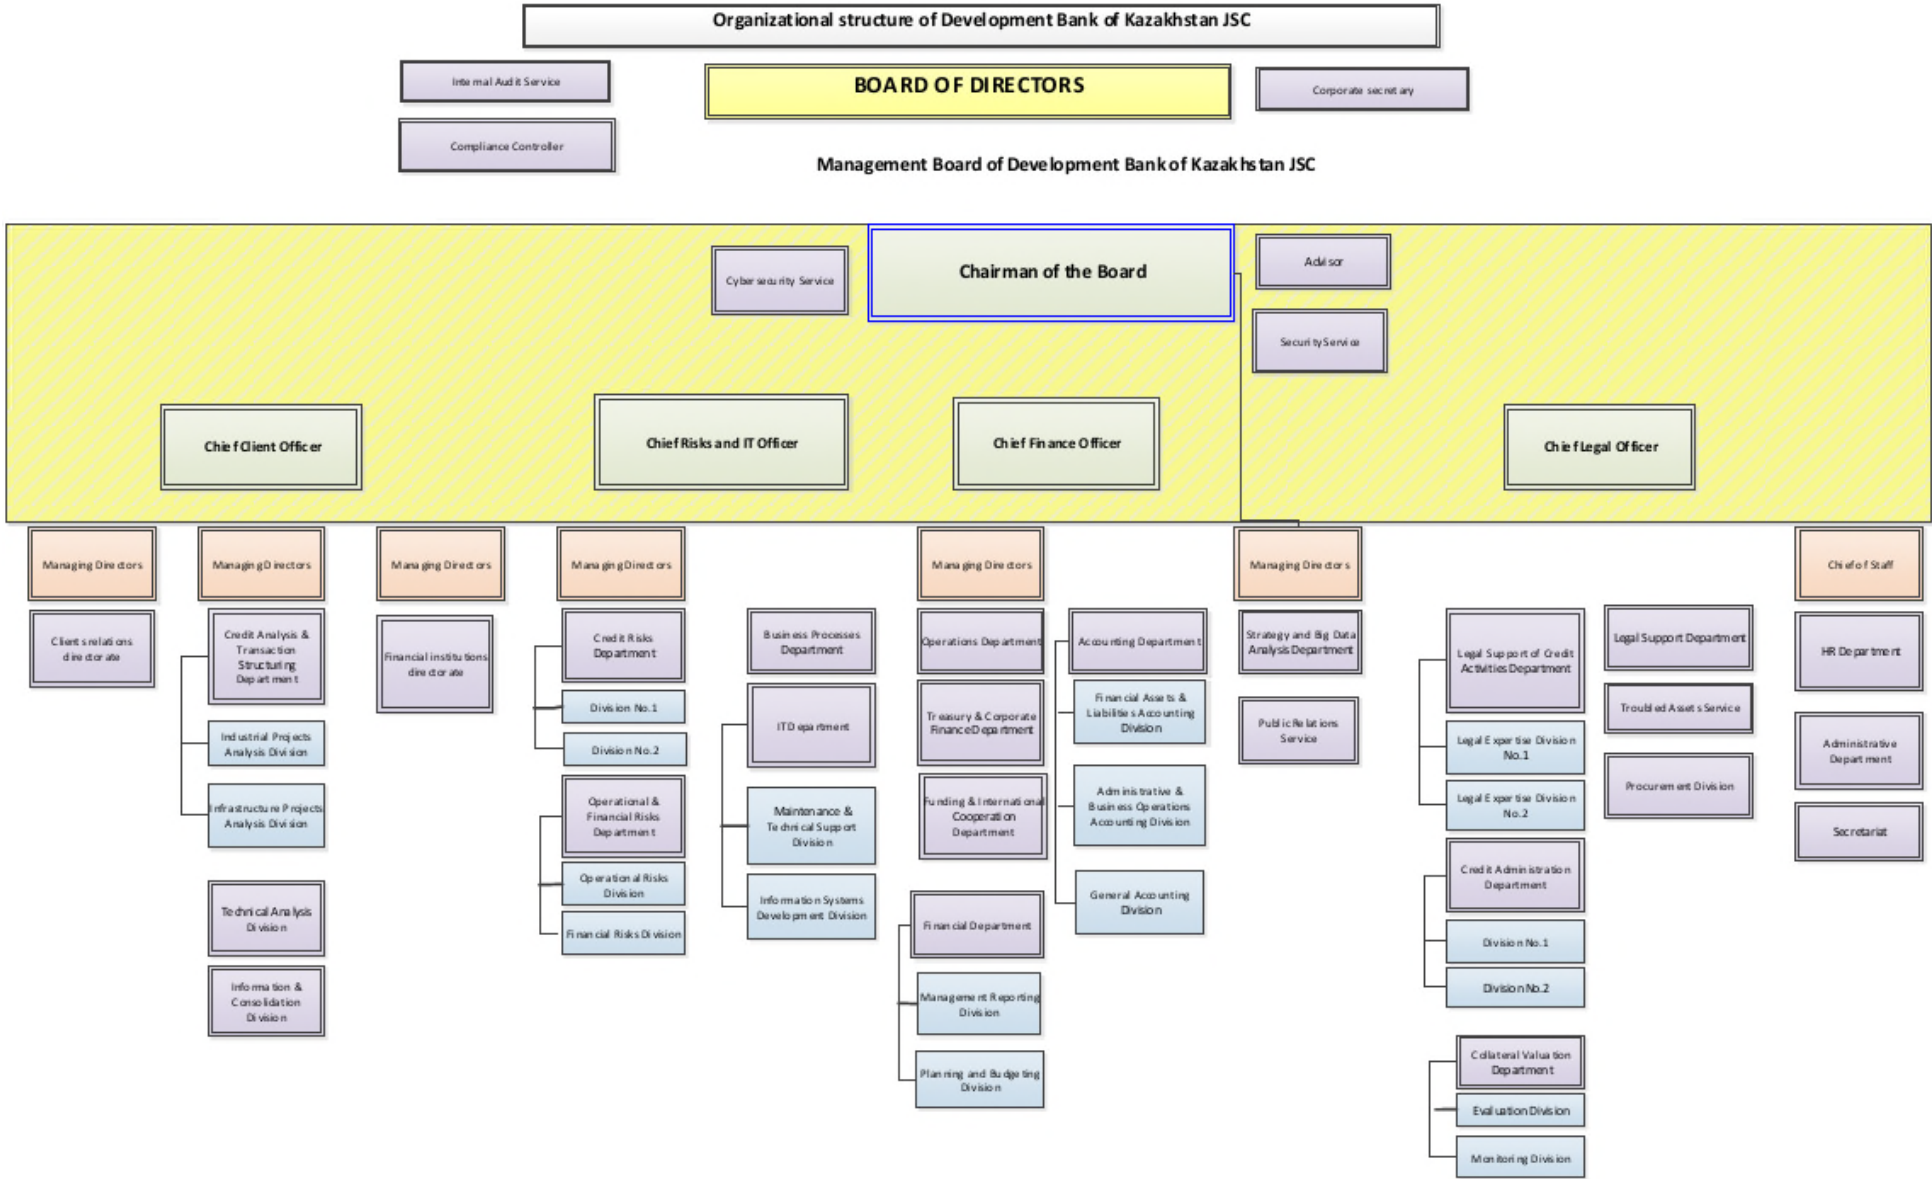 Organizational structure of Development Bank of Kazakhstan JSC
Internal Audit Service
BOARD OF DIRECTORS
Corporate secretary
Compliance Controller
Management Board of Development Bank of Kazakhstan JSC
Cybersecurity Service
Chairman of the Board
Advisor
Security Service
Chief Client Officer
Chief Risks and IT Officer
Chief Finance Officer
Chief Legal Officer
Managing Directors
Managing Directors
Managing Directors
Managing Directors
Managing Directors
Managing Directors
Chief of Staff
Clients relations
directorate
Credit Analysis &
Transaction
Structuring
Department
Industrial Projects
Analysis Division
Infrastructure Projects
Analysis Division
Technical Analysis
Division
Information &
Consolidation
Division
Financial institutions
directorate
Credit Risks
Department
Division No.1
Division No.2
Operational &
Financial Risks
Department
Operational Risks
Division
Financial Risks Division
Business Processes
Department
IT Department
Maintenance &
Technical Support
Division
Information Systems
Development Division
Operations Department
Treasury & Corporate
Finance Department
Funding & International
Cooperation
Department
Financial Department
Management Reporting
Division
Planning and Budgeting
Division
Accounting Department
Financial Assets &
Liabilities Accounting
Division
Administrative &
Business Operations
Accounting Division
General Accounting
Division
Strategy and Big Data
Analysis Department
Public Relations
Service
Legal Support of Credit
Activities Department
Legal Expertise Division
No.1
Legal Expertise Division
No.2
Credit Administration
Department
Division No.1
Division No.2
Collateral Valuation
Department
Evaluation Division
Monitoring Division
Legal Support Department
Troubled Assets Service
Procurement Division
HR Department
Administrative
Department
Secretariat